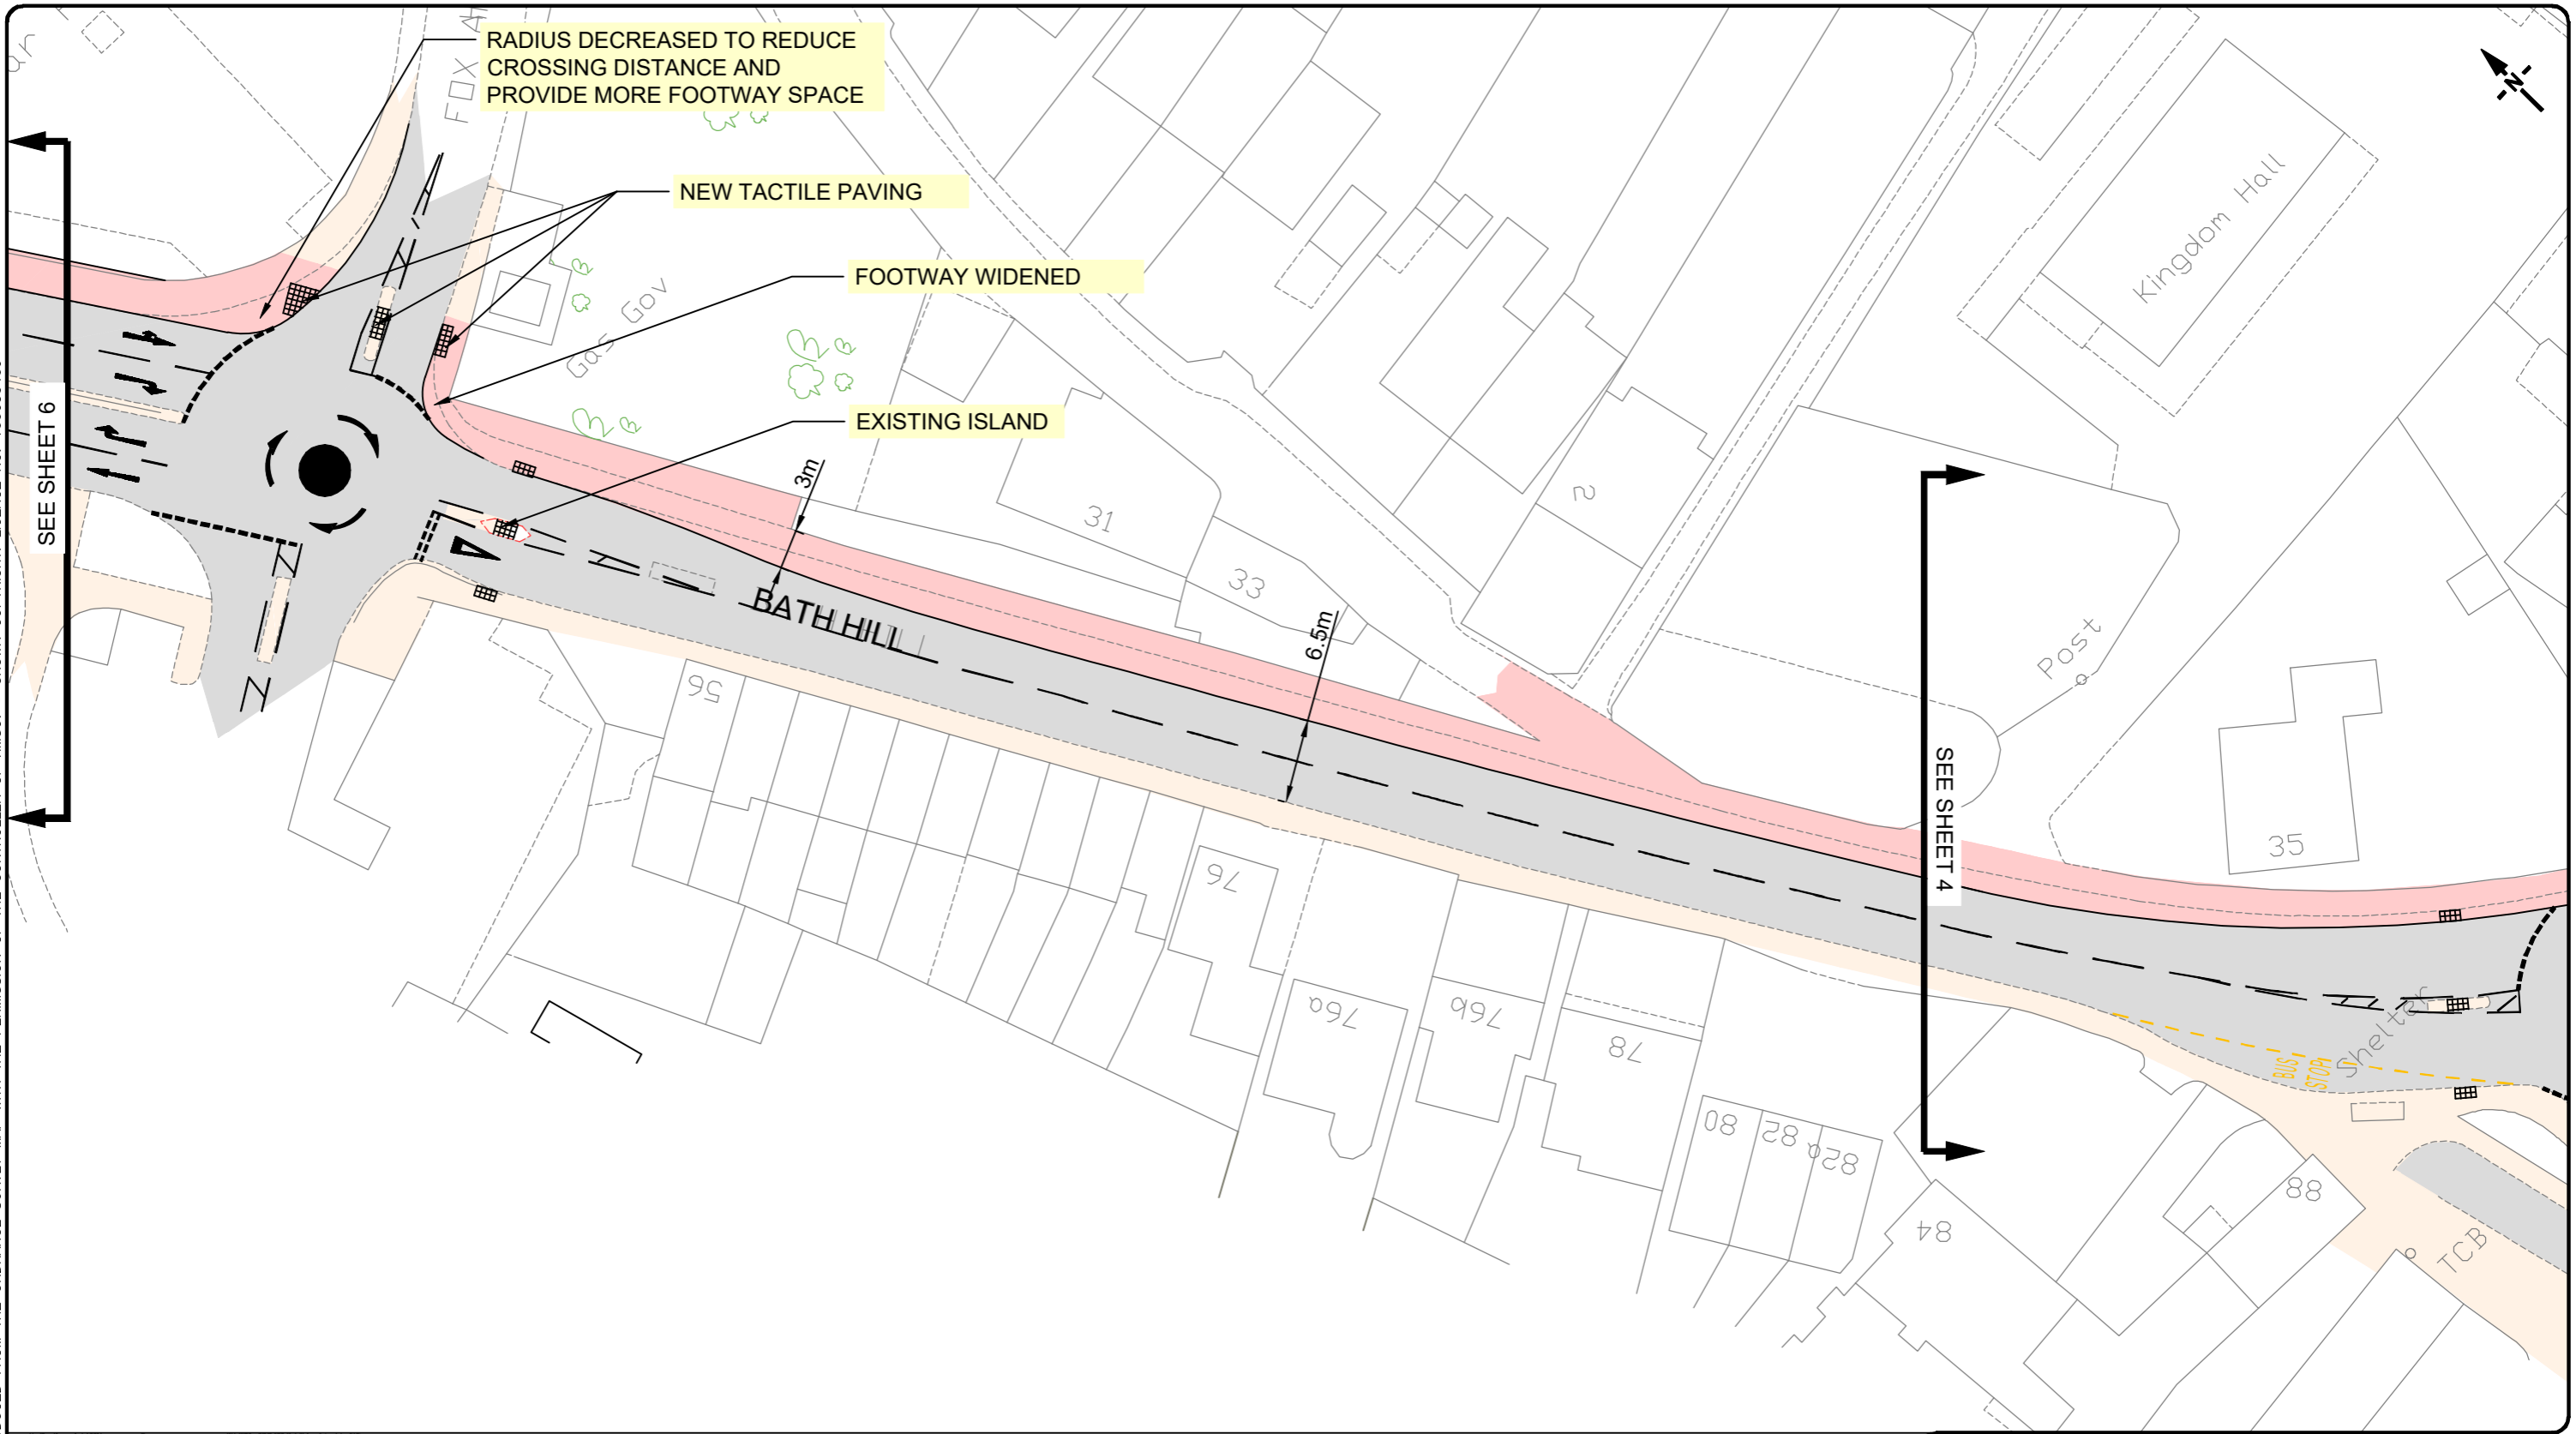 RADIUS DECREASED TO REDUCE
CROSSING DISTANCE AND
PROVIDE MORE FOOTWAY SPACE
NEW TACTILE PAVING
FOOTWAY WIDENED
EXISTING ISLAND
SEE SHEET 6
SEE SHEET 4
N
Gas Gov
Kingdom Hall
3m
BATH HILL
6.5m
31
33
2
Post
35
56
76
76a
76b
78
80
82
82a
84
88
Shelter
BUS
STOP
TCB